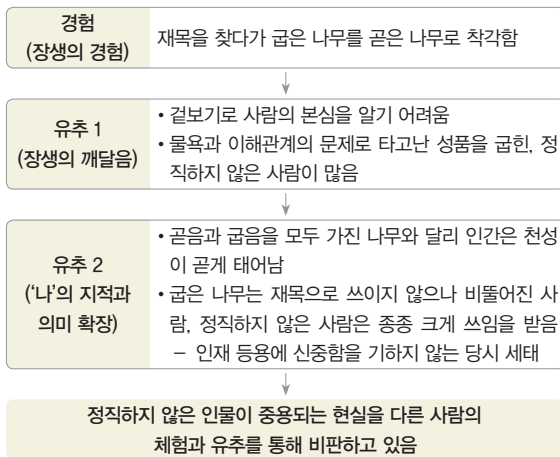 경험
(장생의 경험)
재목을 찾다가 굽은 나무를 곧은 나무로 착각함
↓
유추 1
(장생의 깨달음)
• 겉보기로 사람의 본심을 알기 어려움
• 물욕과 이해관계의 문제로 타고난 성품을 굽힌, 정
직하지 않은 사람이 많음
↓
유추 2
(‘나’의 지적과
의미 확장)
• 곧음과 굽음을 모두 가진 나무와 달리 인간은 천성
이 곧게 태어남
• 굽은 나무는 재목으로 쓰이지 않으나 비뚤어진 사
람, 정직하지 않은 사람은 종종 크게 쓰임을 받음
– 인재 등용에 신중함을 기하지 않는 당시 세태
↓
정직하지 않은 인물이 중용되는 현실을 다른 사람의
체험과 유추를 통해 비판하고 있음